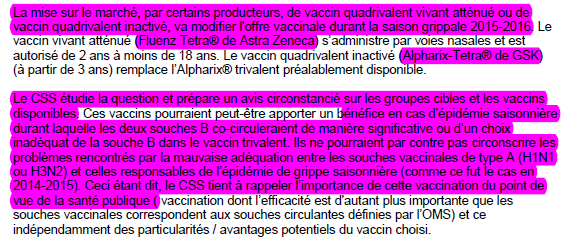 La mise sur le marché, par certains producteurs, de vaccin quadrivalent vivant atténué ou de
vaccin quadrivalent inactivé, va modifier l'offre vaccinale durant la saison grippale 2015-2016. Le
vaccin vivant atténué (Fluenz Tetra® de Astra Zeneca) s'administre par voies nasales et est
autorisé de 2 ans à moins de 18 ans. Le vaccin quadrivalent inactivé (Alpharix-Tetra® de GSK)
(à partir de 3 ans) remplace l'Alpharix® trivalent préalablement disponible.
Le CSS étudie la question et prépare un avis circonstancié sur les groupes cibles et les vaccins
disponibles. Ces vaccins pourraient peut-être apporter un bénéfice en cas d'épidémie saisonnière
durant laquelle les deux souches B co-circuleraient de manière significative ou d'un choix
inadéquat de la souche B dans le vaccin trivalent. Ils ne pourraient par contre pas circonscrire les
problèmes rencontrés par la mauvaise adéquation entre les souches vaccinales de type A (H1N1
ou H3N2) et celles responsables de l'épidémie de grippe saisonnière (comme ce fut le cas en
2014-2015). Ceci étant dit, le CSS tient à rappeler l'importance de cette vaccination du point de
vue de la santé publique ( vaccination dont l'efficacité est d'autant plus importante que les
souches vaccinales correspondent aux souches circulantes définies par l'OMS) et ce
indépendamment des particularités / avantages potentiels du vaccin choisi.